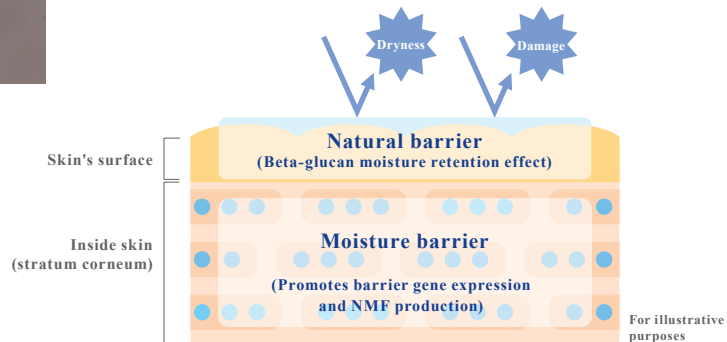 Dryness
Damage
Natural barrier
(Beta-glucan moisture retention effect)
Skin's surface
Moisture barrier
(Promotes barrier gene expression
and NMF production)
Inside skin
(stratum corneum)
For illustrative
purposes